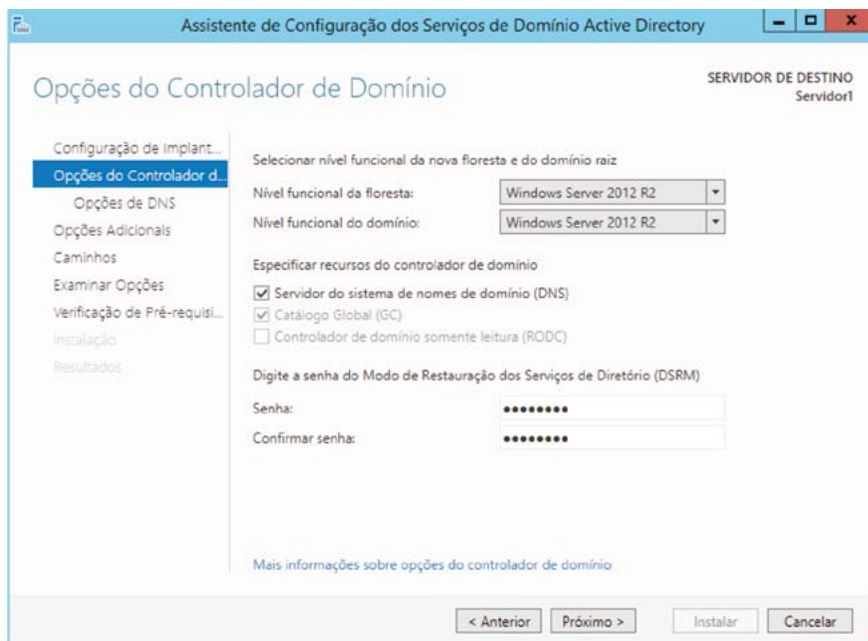 Assistente de Configuração dos Serviços de Domínio Active Directory
Opções do Controlador de Domínio
SERVIDOR DE DESTINO
Servidor1
Configuração de Implant...
Opções do Controlador d...
Opções de DNS
Opções Adicionais
Caminhos
Examinar Opções
Verificação de Pré-requisi...
Instalação
Resultados
Selecionar nível funcional da nova floresta e do domínio raiz
Nível funcional da floresta: Windows Server 2012 R2
Nível funcional do domínio: Windows Server 2012 R2
Especificar recursos do controlador de domínio
Servidor do sistema de nomes de domínio (DNS)
Catálogo Global (GC)
Controlador de domínio somente leitura (RODC)
Digite a senha do Modo de Restauração dos Serviços de Diretório (DSRM)
Senha: ••••••••
Confirmar senha: ••••••••
Mais informações sobre opções do controlador de domínio
< Anterior Próximo > Instalar Cancelar